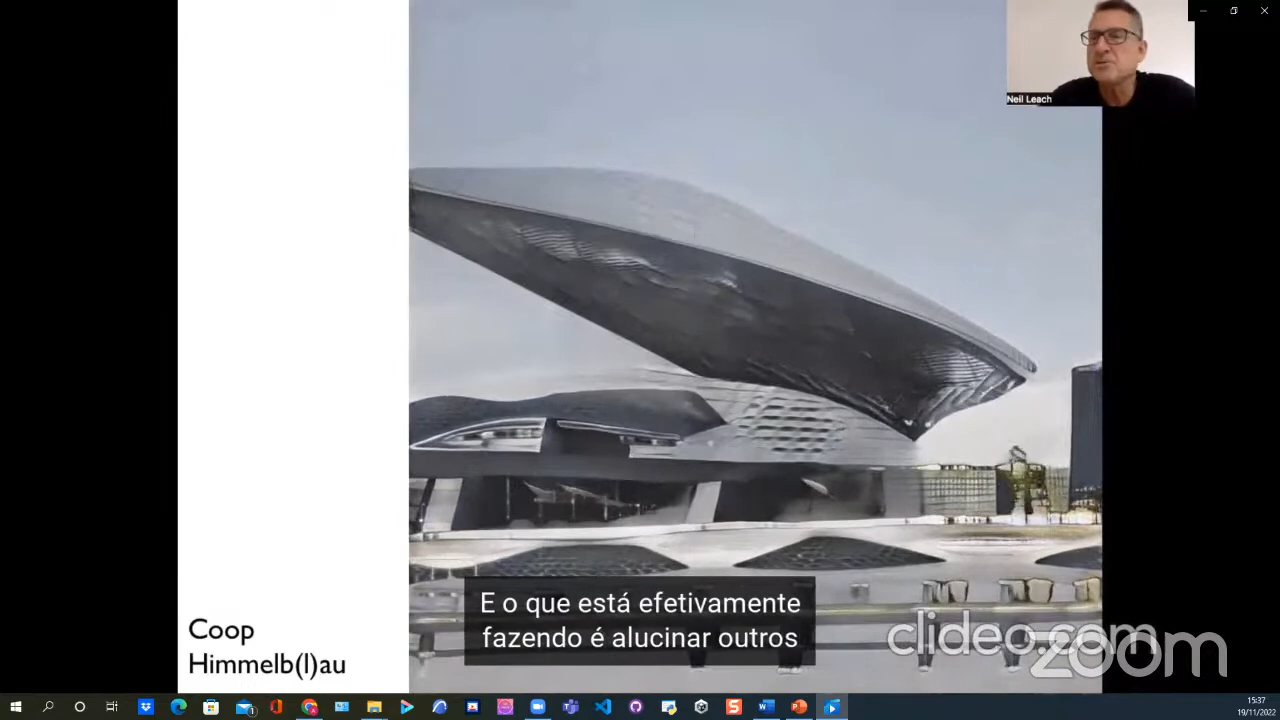 Neil Leach
Coop
Himmelb(l)au
E o que está efetivamente
fazendo é alucinar outros
clideo.com
zoom
15:37
19/11/2022